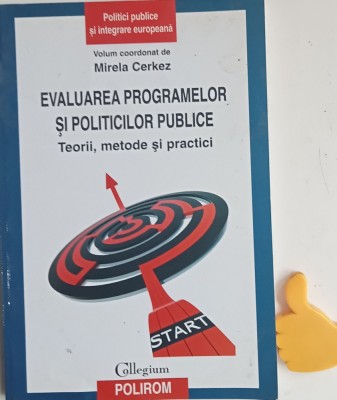 Politici publice
și integrare europeană
Volum coordonat de
Mirela Cerkez
EVALUAREA PROGRAMELOR
ȘI POLITICILOR PUBLICE
Teorii, metode și practici
START
Collegium
POLIROM